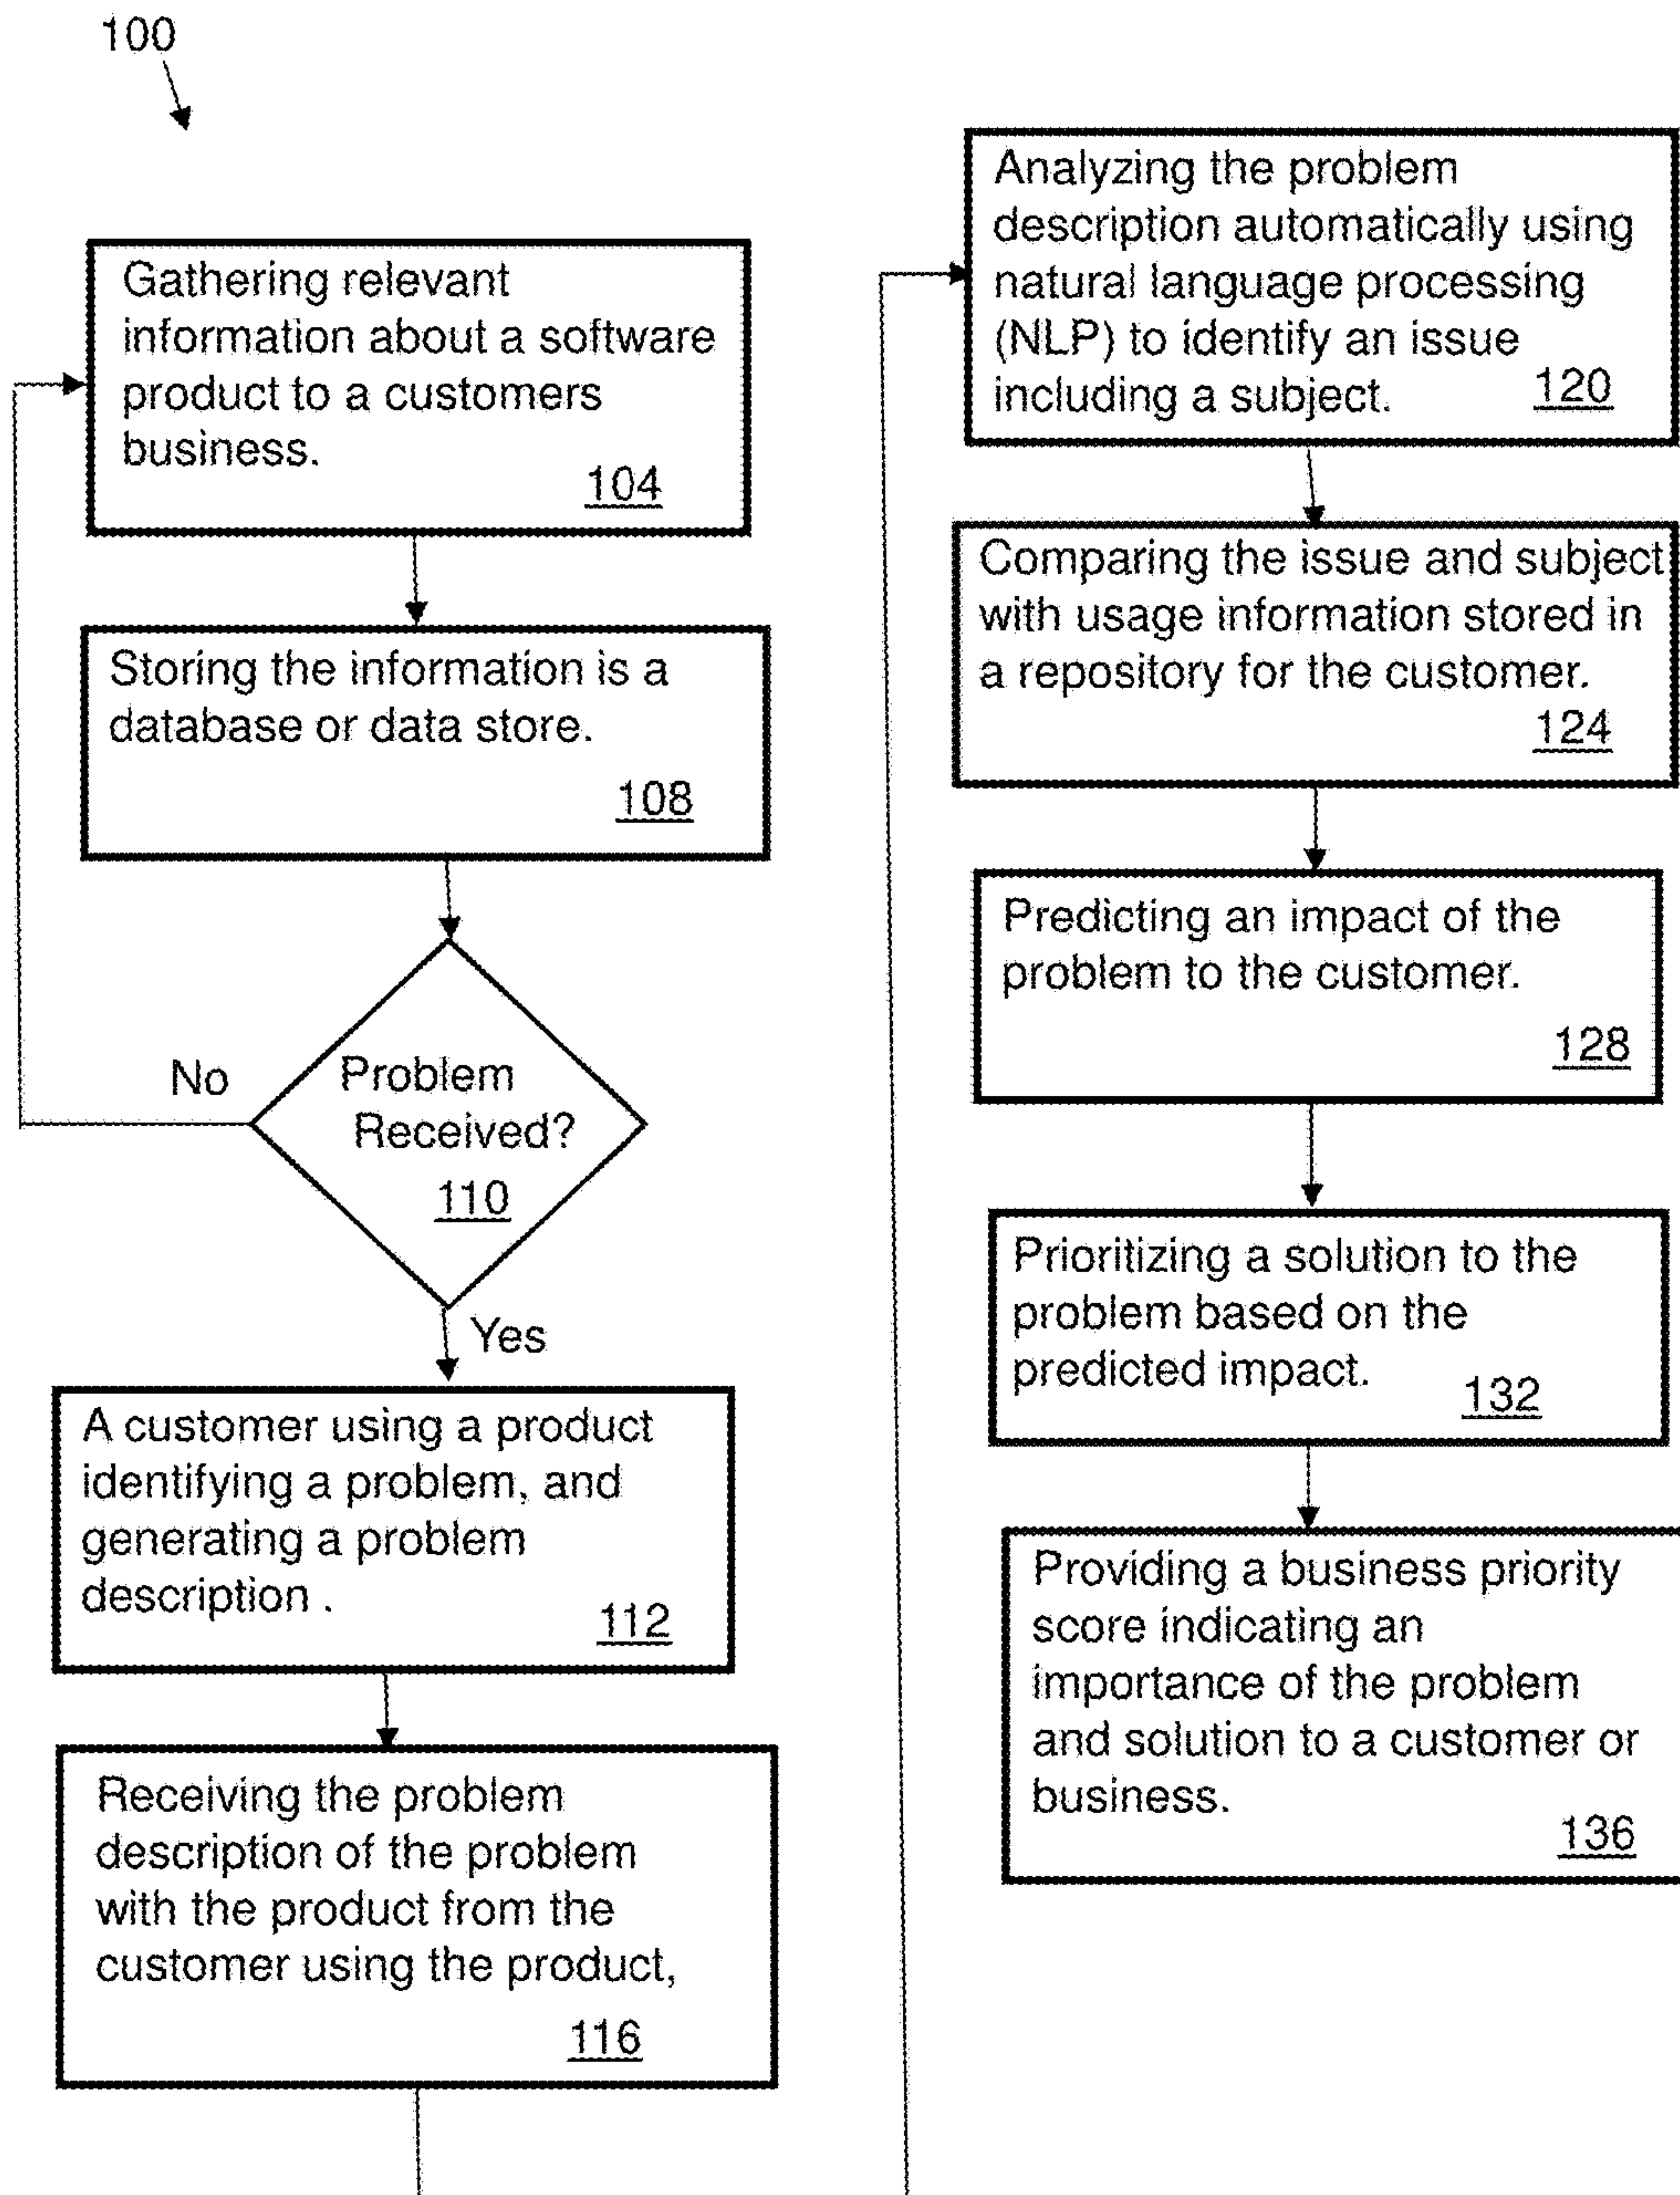 100
Gathering relevant
information about a software
product to a customers
business.
104
Storing the information is a
database or data store.
108
No
Problem
Received?
110
Yes
A customer using a product
identifying a problem, and
generating a problem
description .
112
Receiving the problem
description of the problem
with the product from the
customer using the product,
116
Analyzing the problem
description automatically using
natural language processing
(NLP) to identify an issue
including a subject.
120
Comparing the issue and subject
with usage information stored in
a repository for the customer.
124
Predicting an impact of the
problem to the customer.
128
Prioritizing a solution to the
problem based on the
predicted impact.
132
Providing a business priority
score indicating an
importance of the problem
and solution to a customer or
business.
136